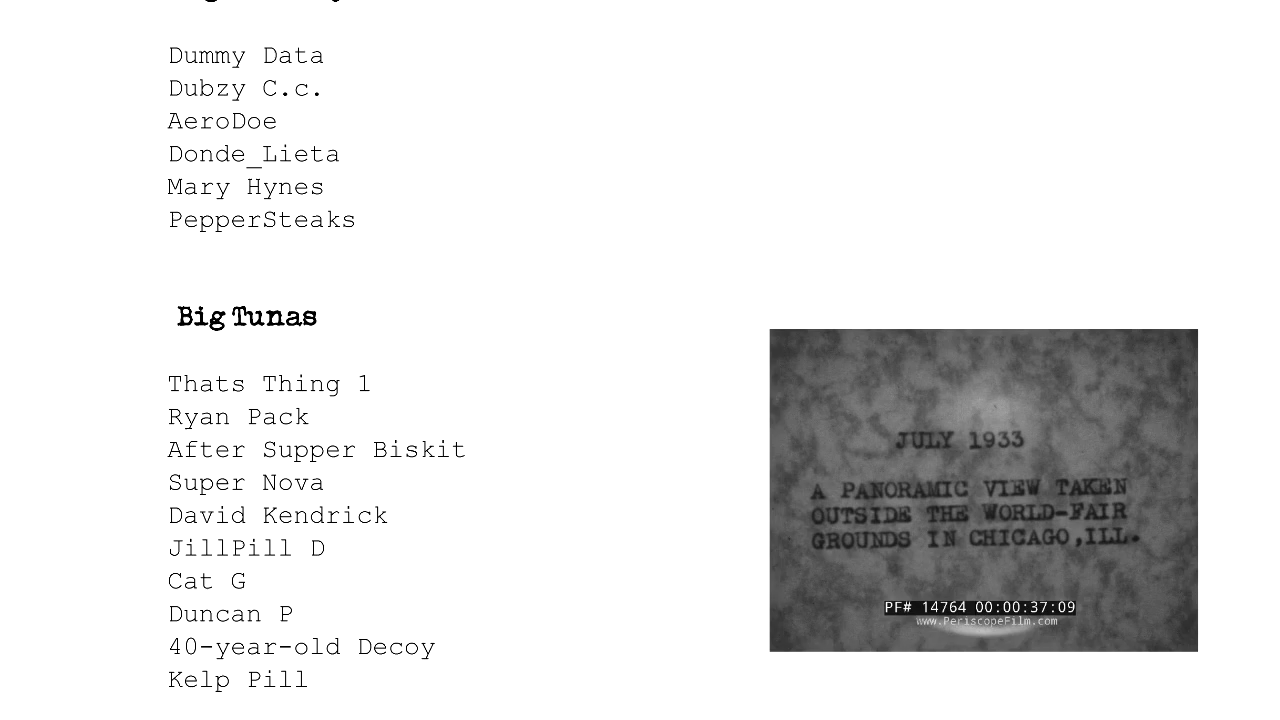 Dummy Data
Dubzy C.c.
AeroDoe
Donde_Lieta
Mary Hynes
PepperSteaks
Big Tunas
Thats Thing 1
Ryan Pack
After Supper Biskit
Super Nova
David Kendrick
JillPill D
Cat G
Duncan P
40-year-old Decoy
Kelp Pill
JULY 1933
A PANORAMIC VIEW TAKEN
OUTSIDE THE WORLD-FAIR
GROUNDS IN CHICAGO,ILL.
PF# 14764 00:00:37:09
www.PeriscopeFilm.com